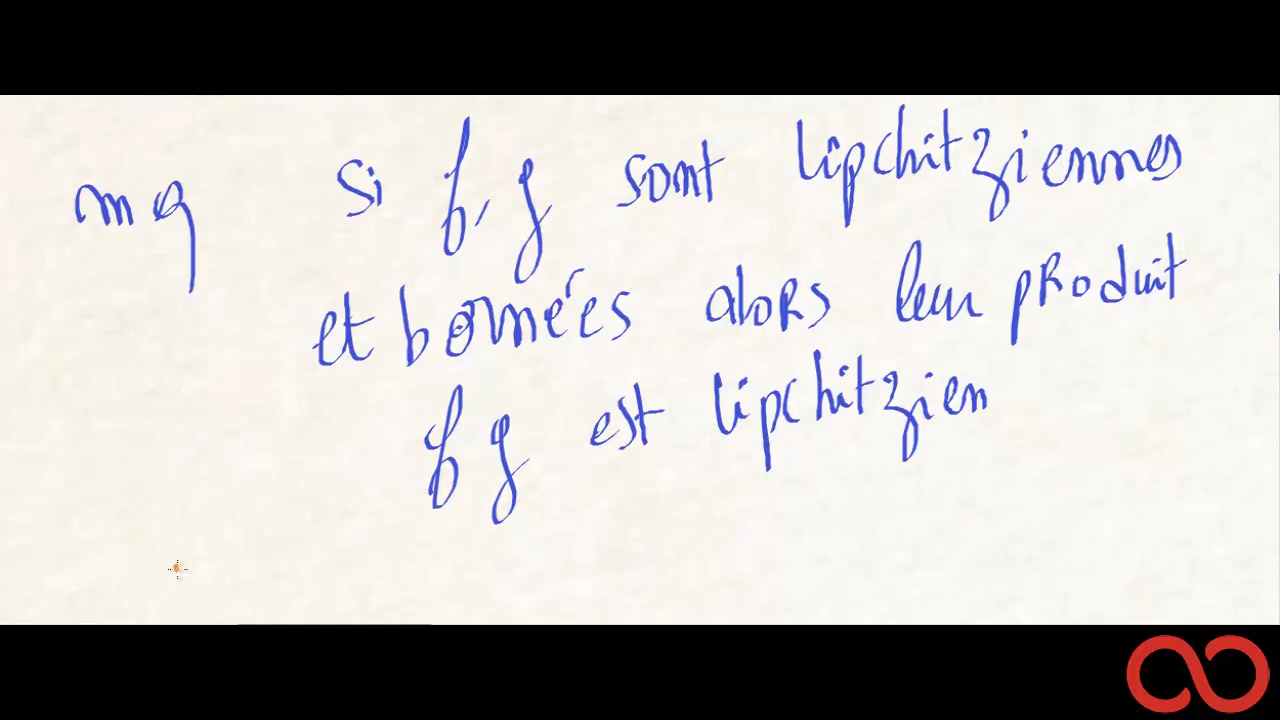 mq si f, g sont lipchitziennes
et bornées alors leur produit
fg est lipchitzien